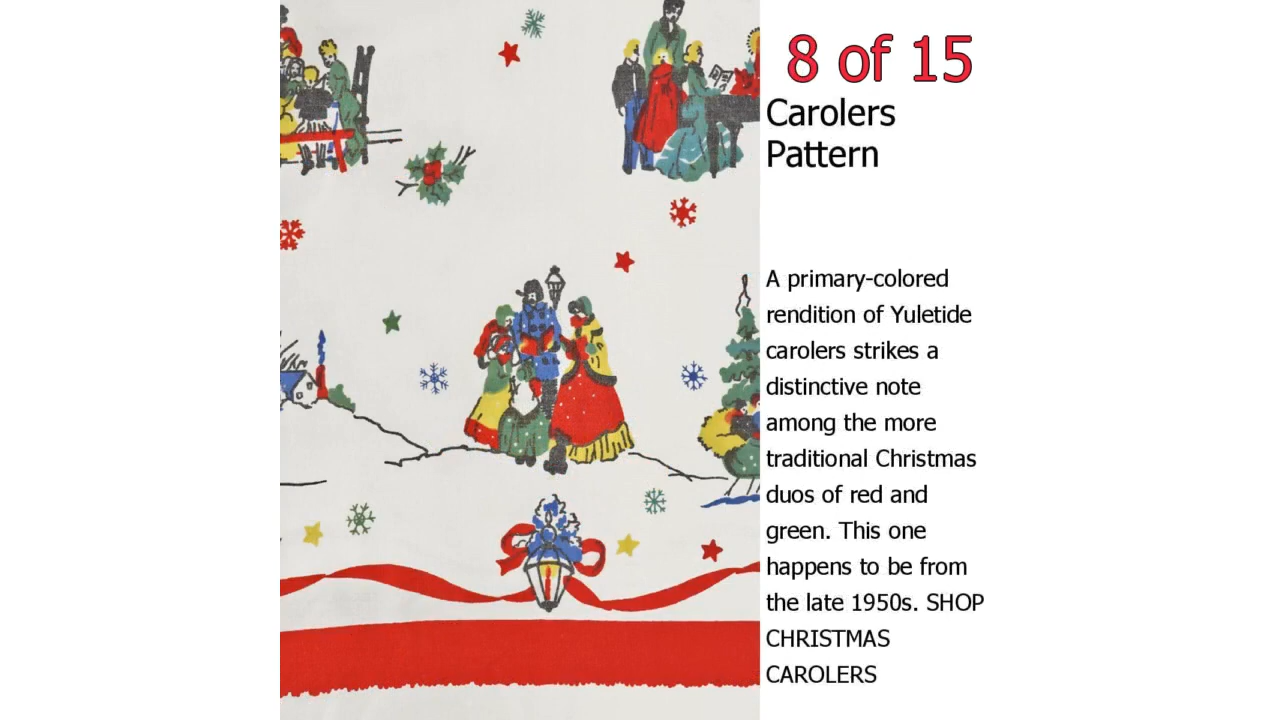 8 of 15
Carolers
Pattern
A primary-colored
rendition of Yuletide
carolers strikes a
distinctive note
among the more
traditional Christmas
duos of red and
green. This one
happens to be from
the late 1950s. SHOP
CHRISTMAS
CAROLERS